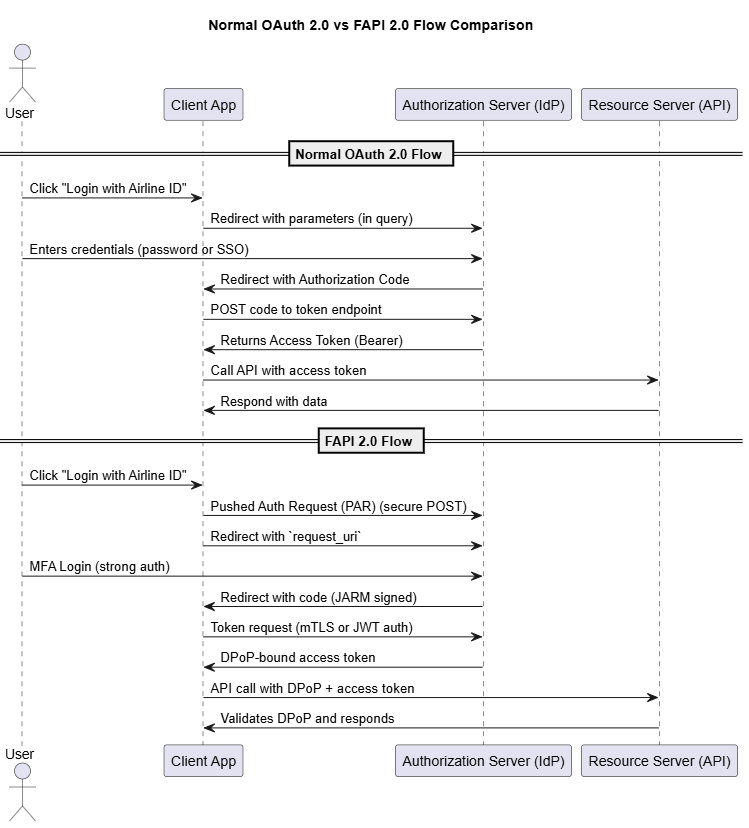 Normal OAuth 2.0 vs FAPI 2.0 Flow Comparison
User
Client App
Authorization Server (IdP)
Resource Server (API)
Normal OAuth 2.0 Flow
Click "Login with Airline ID"
Redirect with parameters (in query)
Enters credentials (password or SSO)
Redirect with Authorization Code
POST code to token endpoint
Returns Access Token (Bearer)
Call API with access token
Respond with data
FAPI 2.0 Flow
Click "Login with Airline ID"
Pushed Auth Request (PAR) (secure POST)
Redirect with `request_uri`
MFA Login (strong auth)
Redirect with code (JARM signed)
Token request (mTLS or JWT auth)
DPoP-bound access token
API call with DPoP + access token
Validates DPoP and responds
User
Client App
Authorization Server (IdP)
Resource Server (API)